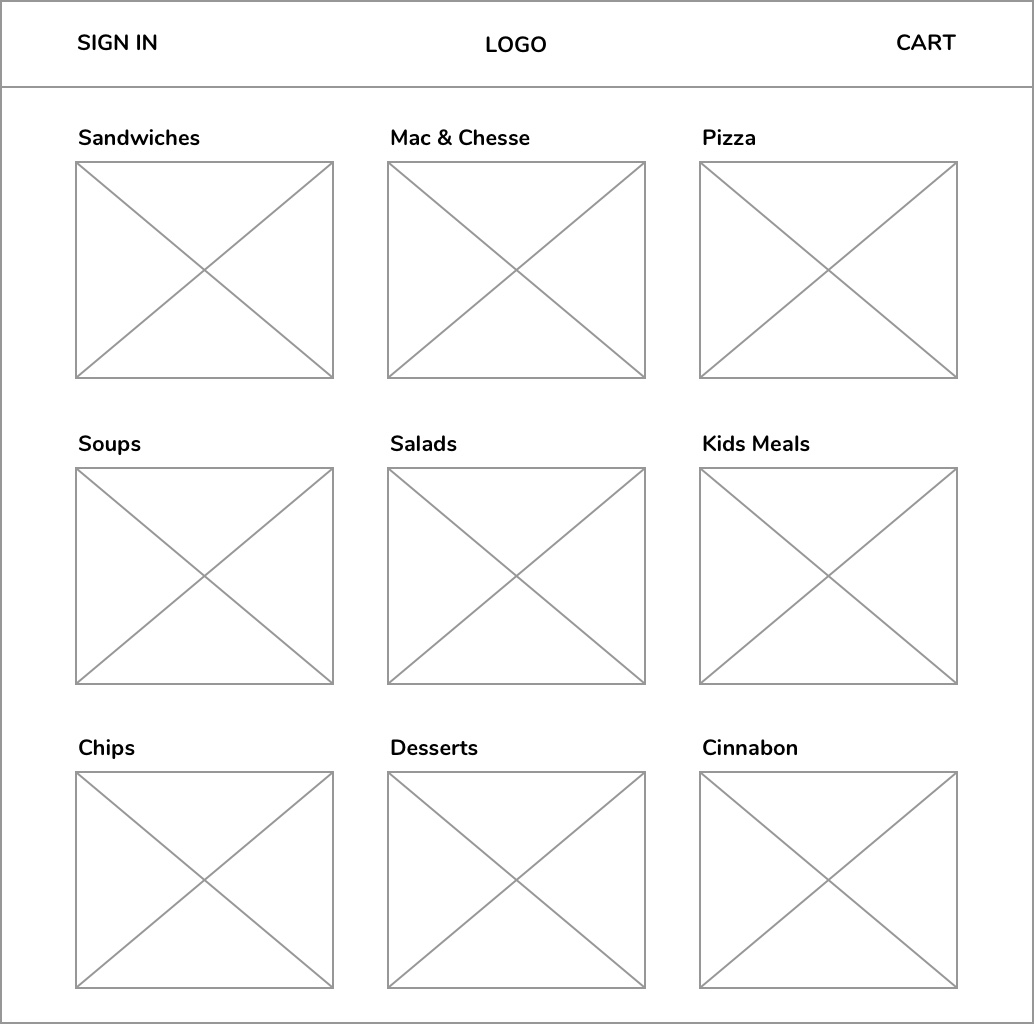 SIGN IN
LOGO
CART
Sandwiches
Mac & Chesse
Pizza
Soups
Salads
Kids Meals
Chips
Desserts
Cinnabon